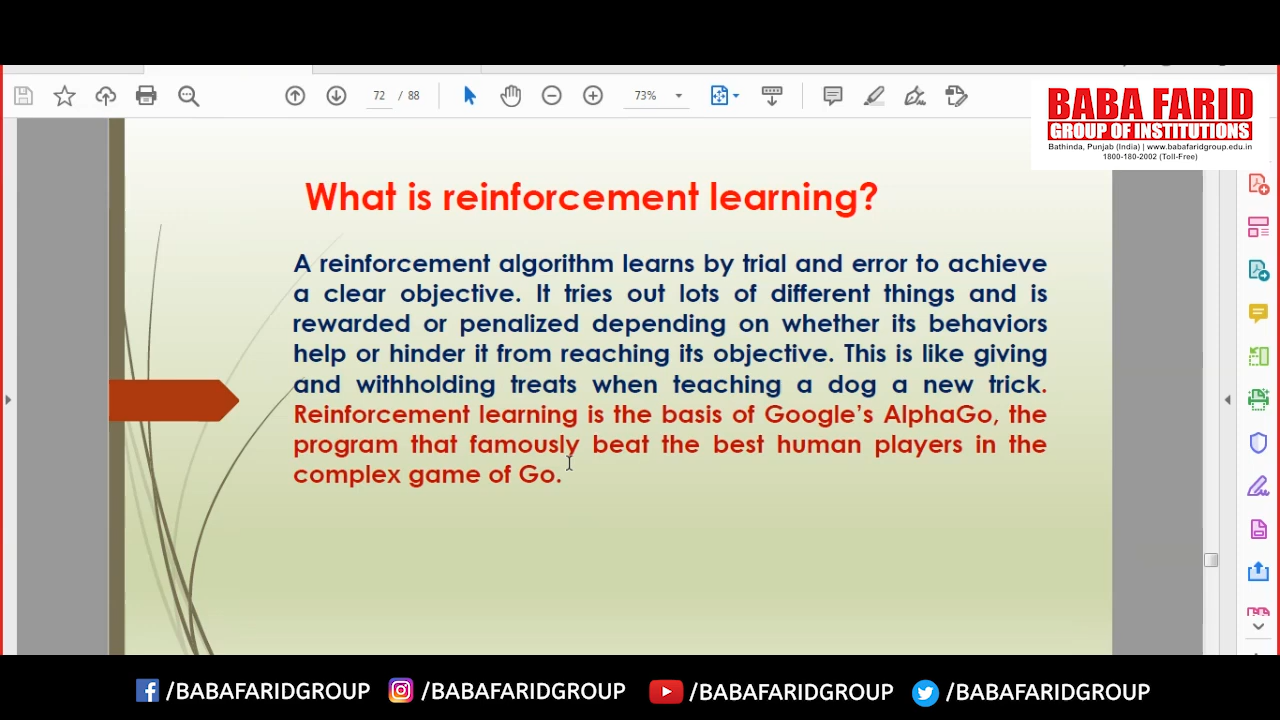 72 / 88
73%
BABA FARID
GROUP OF INSTITUTIONS
Bathinda, Punjab (India) | www.babafaridgroup.edu.in
1800-180-2002 (Toll-Free)
What is reinforcement learning?
A reinforcement algorithm learns by trial and error to achieve
a clear objective. It tries out lots of different things and is
rewarded or penalized depending on whether its behaviors
help or hinder it from reaching its objective. This is like giving
and withholding treats when teaching a dog a new trick.
Reinforcement learning is the basis of Google’s AlphaGo, the
program that famously beat the best human players in the
complex game of Go.
/BABAFARIDGROUP /BABAFARIDGROUP /BABAFARIDGROUP /BABAFARIDGROUP